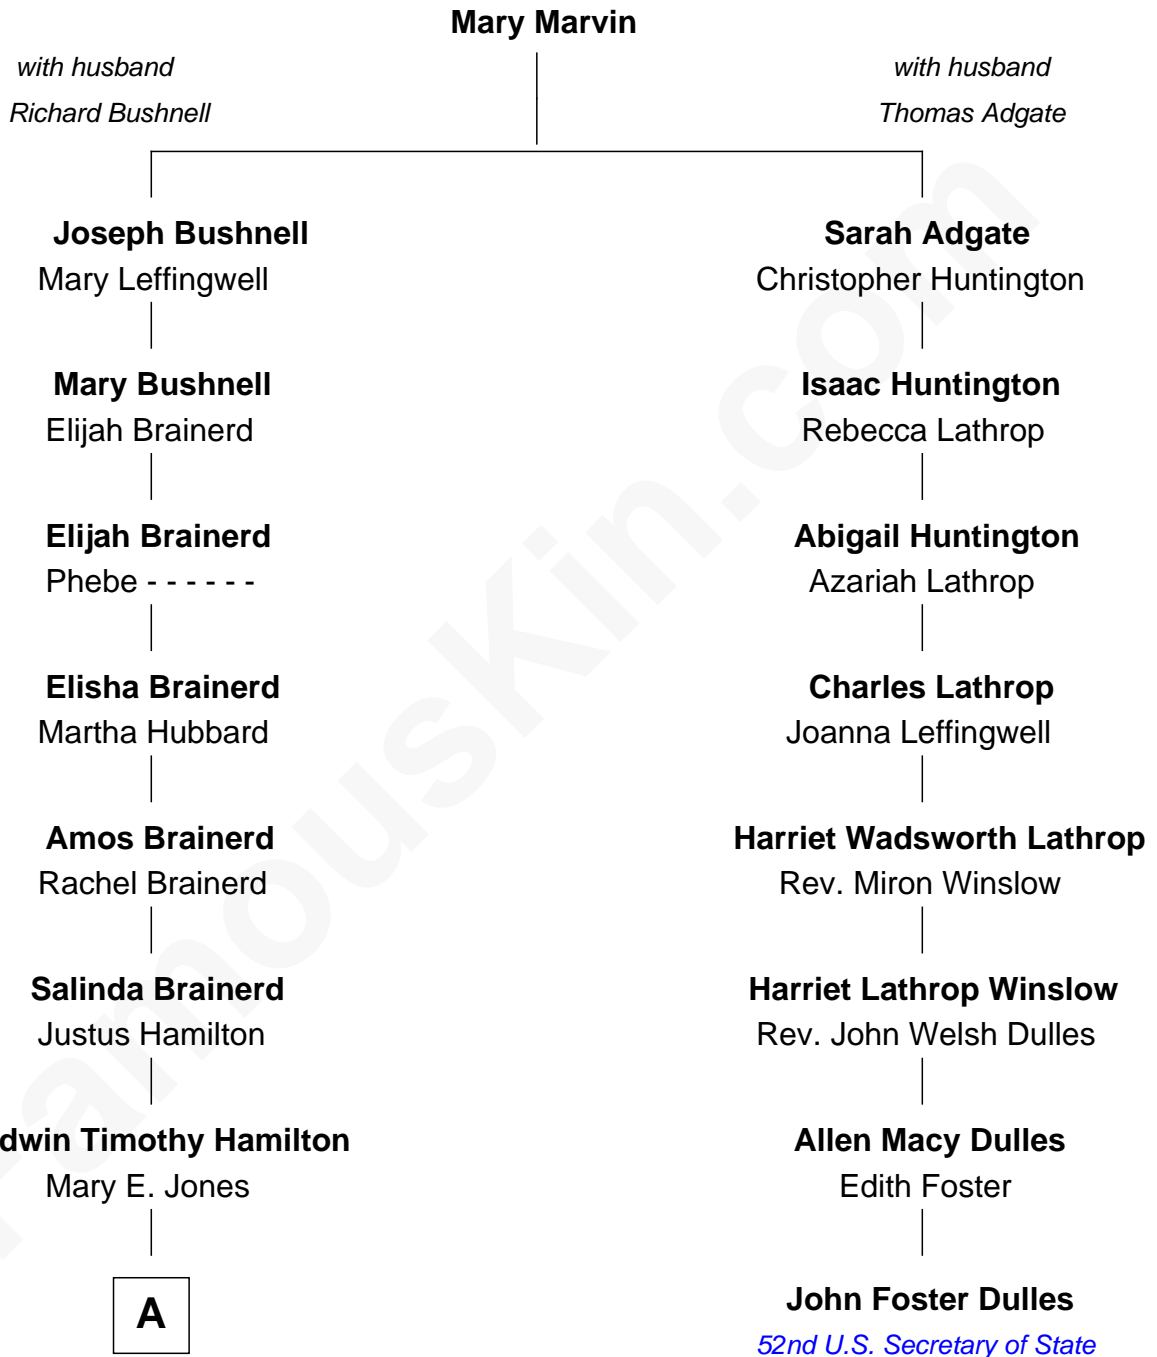 Mary Marvin
with husband
Richard Bushnell
with husband
Thomas Adgate
Joseph Bushnell
Mary Leffingwell
Sarah Adgate
Christopher Huntington
Mary Bushnell
Elijah Brainerd
Isaac Huntington
Rebecca Lathrop
Elijah Brainerd
Phebe - - - - - -
Abigail Huntington
Azariah Lathrop
Elisha Brainerd
Martha Hubbard
Charles Lathrop
Joanna Leffingwell
Amos Brainerd
Rachel Brainerd
Harriet Wadsworth Lathrop
Rev. Miron Winslow
Salinda Brainerd
Justus Hamilton
Harriet Lathrop Winslow
Rev. John Welsh Dulles
dwin Timothy Hamilton
Mary E. Jones
Allen Macy Dulles
Edith Foster
A
John Foster Dulles
52nd U.S. Secretary of State
FamousKin.com